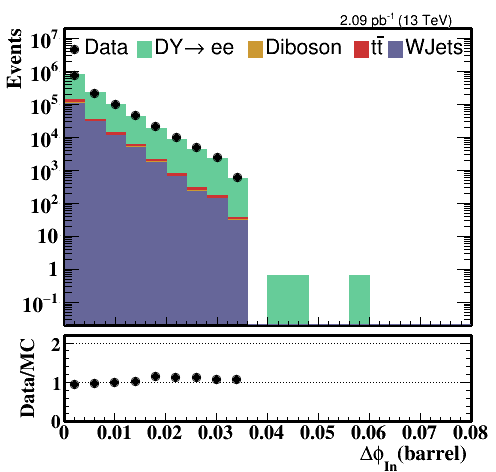 2.09 pb⁻¹ (13 TeV)
Events
Data DY→ ee Diboson tt̄ WJets
10⁷
10⁶
10⁵
10⁴
10³
10²
10
1
10⁻¹
Data/MC
2
1
0
0 0.01 0.02 0.03 0.04 0.05 0.06 0.07 0.08
Δϕ_In(barrel)